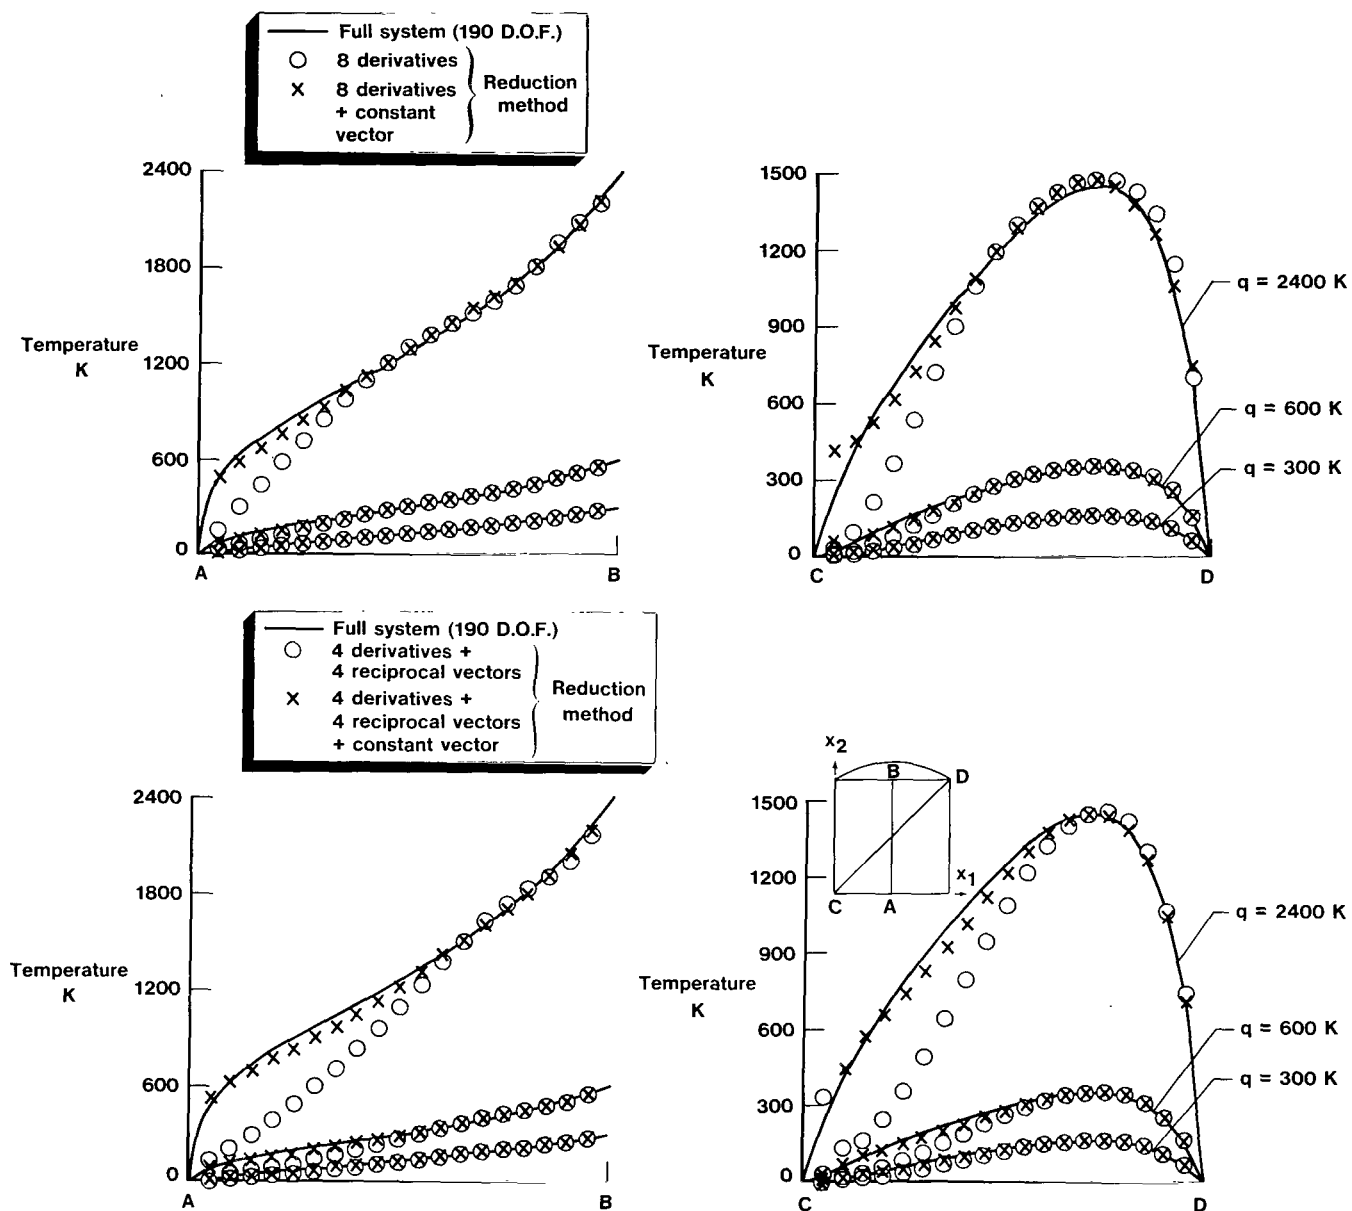 Full system (190 D.O.F.)
8 derivatives
8 derivatives
+ constant
vector
Reduction
method
2400
1800
1200
600
0
Temperature
K
A
B
1500
1200
900
600
300
0
Temperature
K
C
D
q = 2400 K
q = 600 K
q = 300 K
Full system (190 D.O.F.)
4 derivatives +
4 reciprocal vectors
4 derivatives +
4 reciprocal vectors
+ constant vector
Reduction
method
2400
1800
1200
600
0
Temperature
K
A
B
x2
B
D
x1
C
A
1500
1200
900
600
300
0
Temperature
K
C
D
q = 2400 K
q = 600 K
q = 300 K